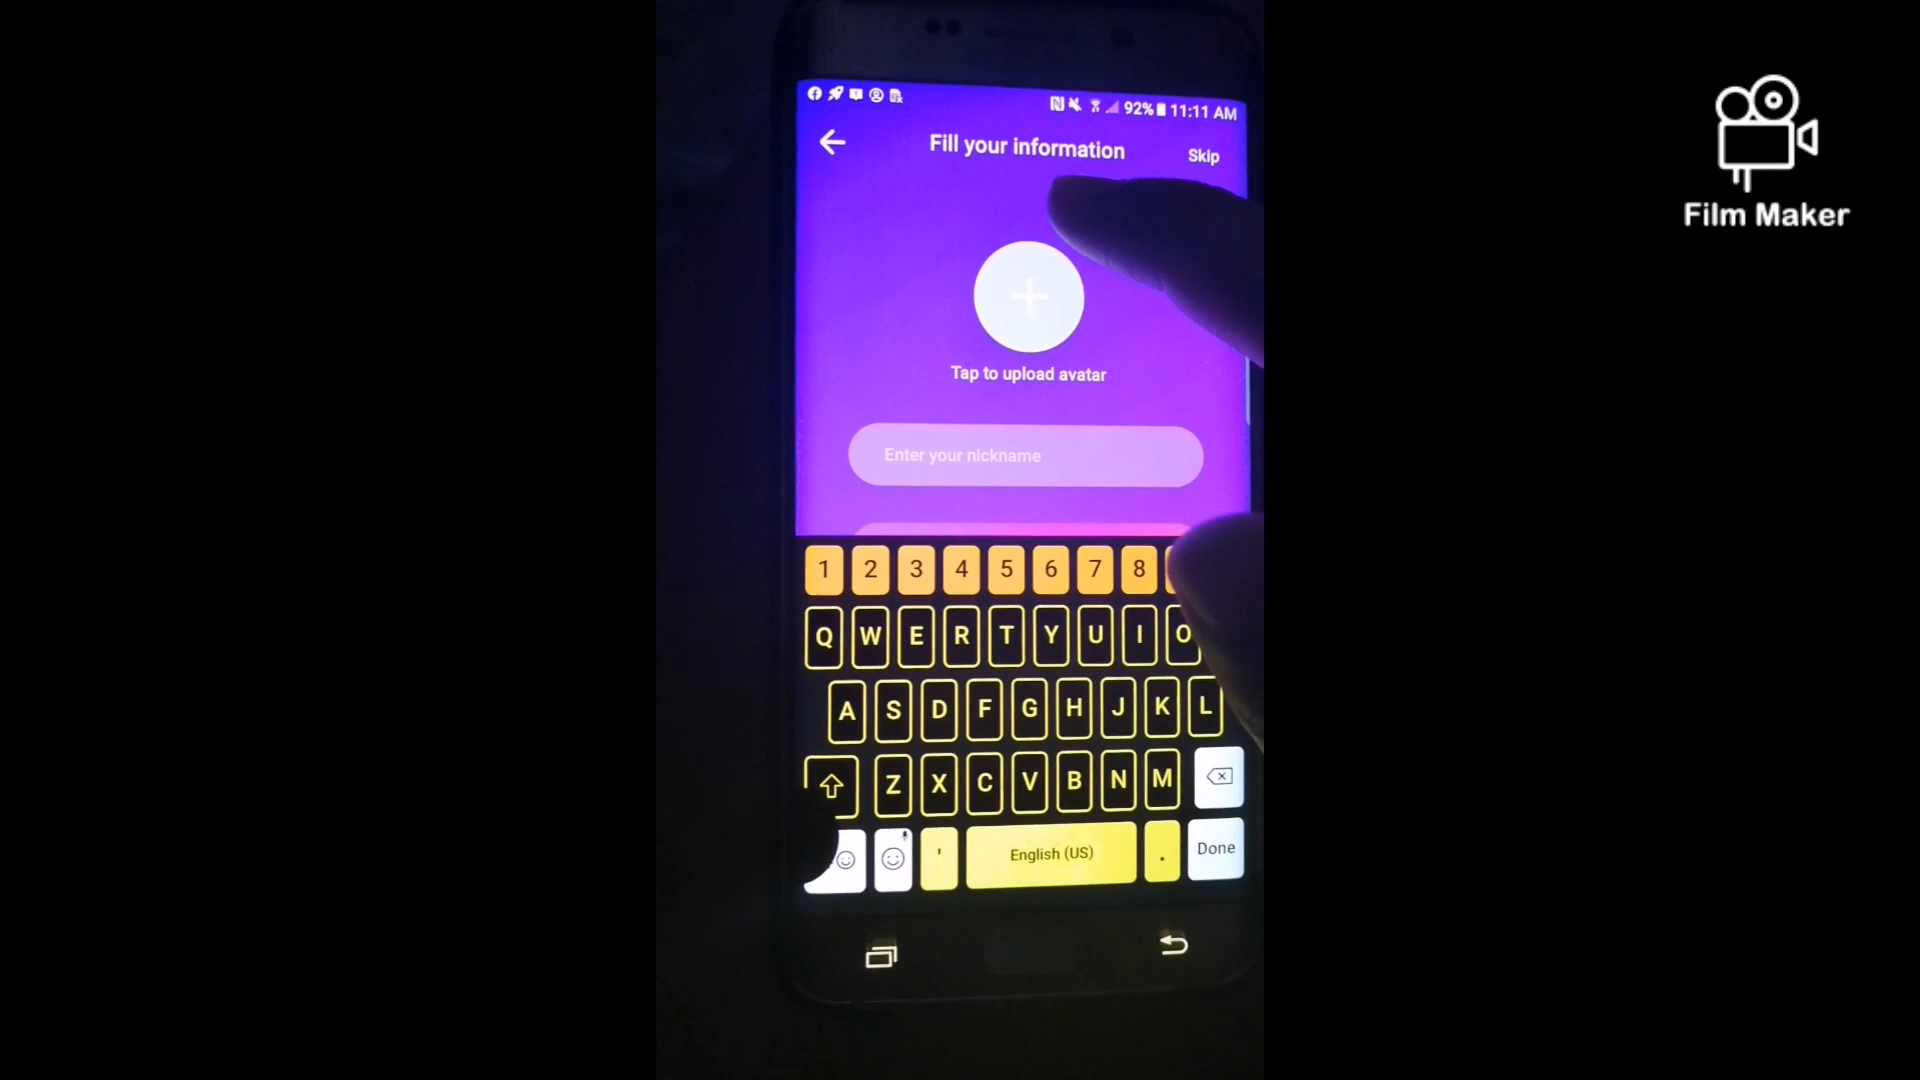 92% 11:11 AM
Fill your information
Skip
Tap to upload avatar
Enter your nickname
1 2 3 4 5 6 7 8
Q W E R T Y U I O
A S D F G H J K L
Z X C V B N M
' English (US) . Done
Film Maker